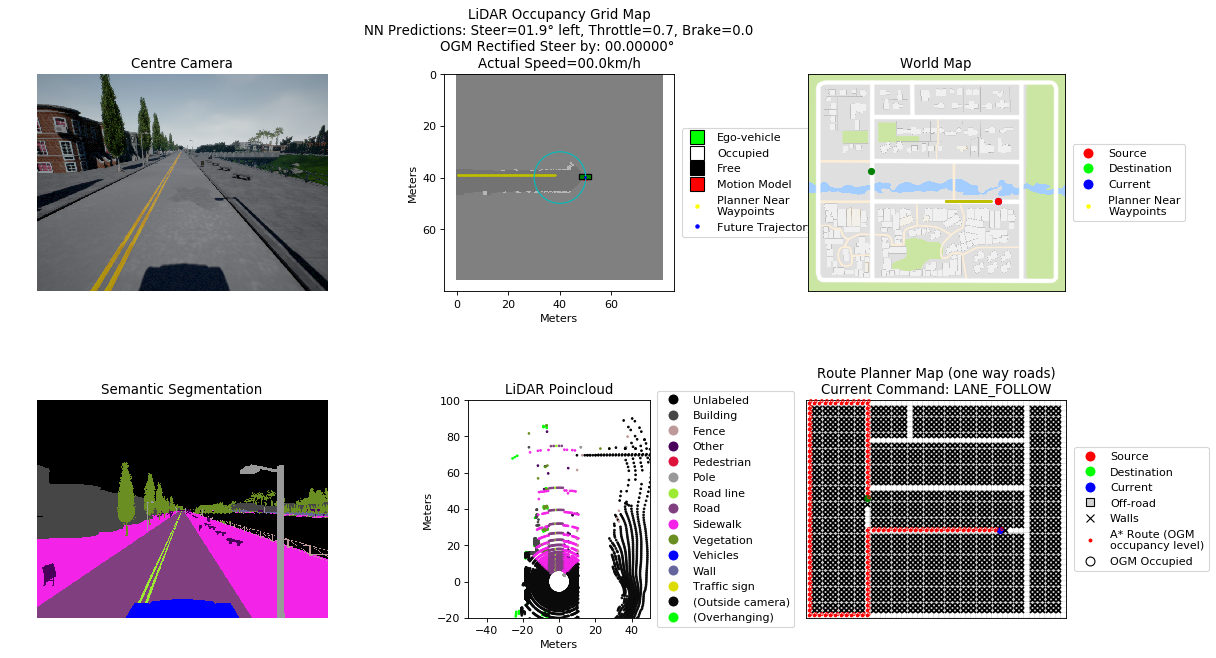 LiDAR Occupancy Grid Map
NN Predictions: Steer=01.9° left, Throttle=0.7, Brake=0.0
OGM Rectified Steer by: 00.00000°
Actual Speed=00.0km/h
Centre Camera
World Map
0
20
40
60
Meters
0
20
40
60
Meters
Ego-vehicle
Occupied
Free
Motion Model
Planner Near
Waypoints
Future Trajector
Source
Destination
Current
Planner Near
Waypoints
Semantic Segmentation
LiDAR Poincloud
Route Planner Map (one way roads)
Current Command: LANE_FOLLOW
100
80
60
40
20
0
−20
Meters
−40
−20
0
20
40
Meters
Unlabeled
Building
Fence
Other
Pedestrian
Pole
Road line
Road
Sidewalk
Vegetation
Vehicles
Wall
Traffic sign
(Outside camera)
(Overhanging)
Source
Destination
Current
Off-road
Walls
A* Route (OGM
occupancy level)
OGM Occupied